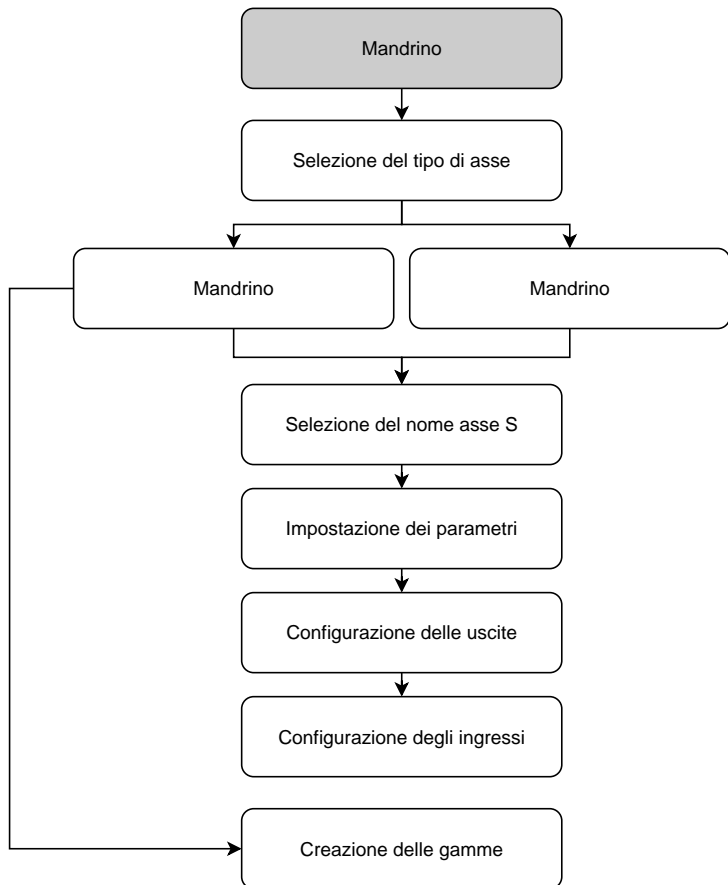 Mandrino
Selezione del tipo di asse
Mandrino
Mandrino
Selezione del nome asse S
Impostazione dei parametri
Configurazione delle uscite
Configurazione degli ingressi
Creazione delle gamme